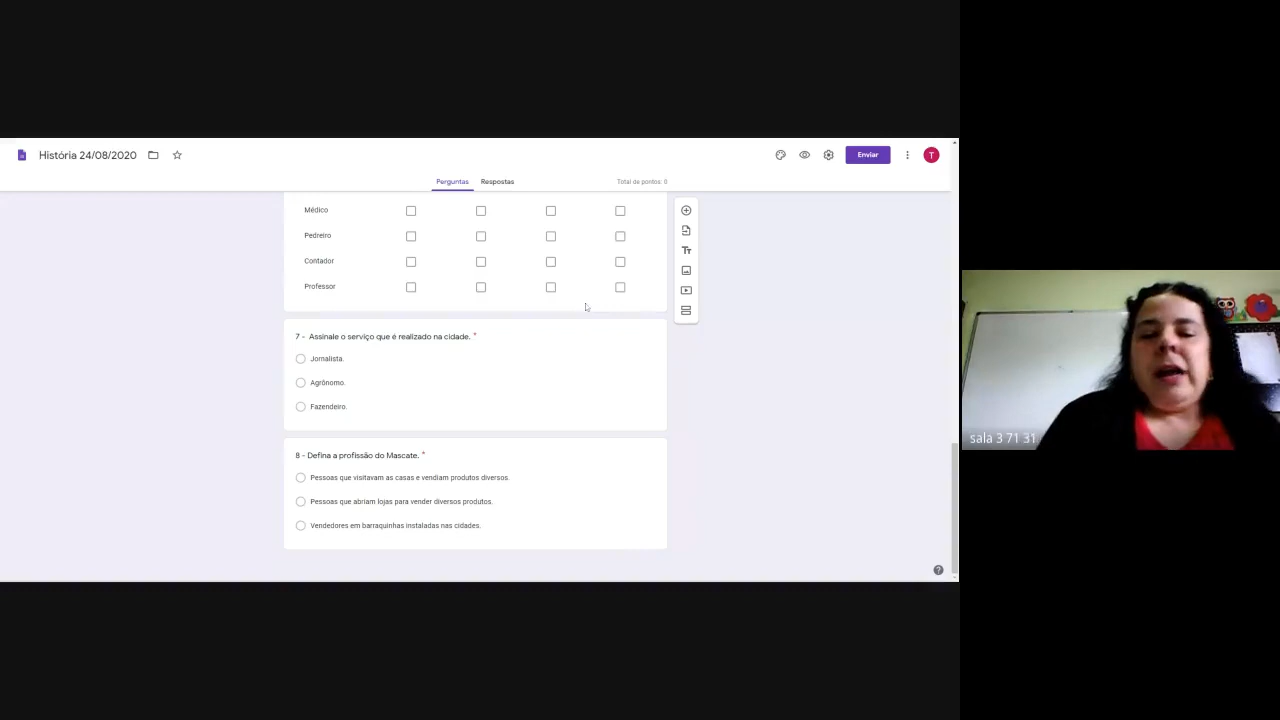 História 24/08/2020
Enviar
T
Perguntas
Respostas
Total de pontos: 0
Médico
Pedreiro
Contador
Professor
Tт
7 - Assinale o serviço que é realizado na cidade. *
Jornalista.
Agrônomo.
Fazendeiro.
8 - Defina a profissão do Mascate. *
Pessoas que visitavam as casas e vendiam produtos diversos.
Pessoas que abriam lojas para vender diversos produtos.
Vendedores em barraquinhas instaladas nas cidades.
?
sala 3 71 31